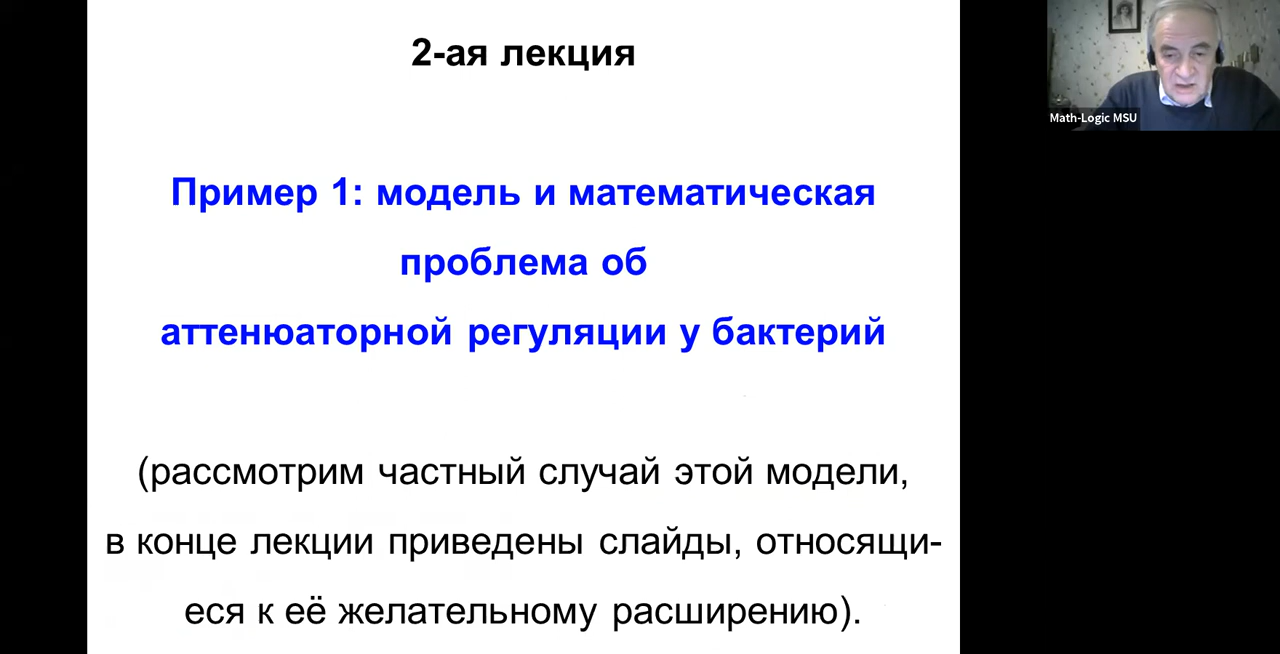 2-ая лекция
Пример 1: модель и математическая
проблема об
аттенюаторной регуляции у бактерий
(рассмотрим частный случай этой модели,
в конце лекции приведены слайды, относящи-
еся к её желательному расширению).
Math-Logic MSU